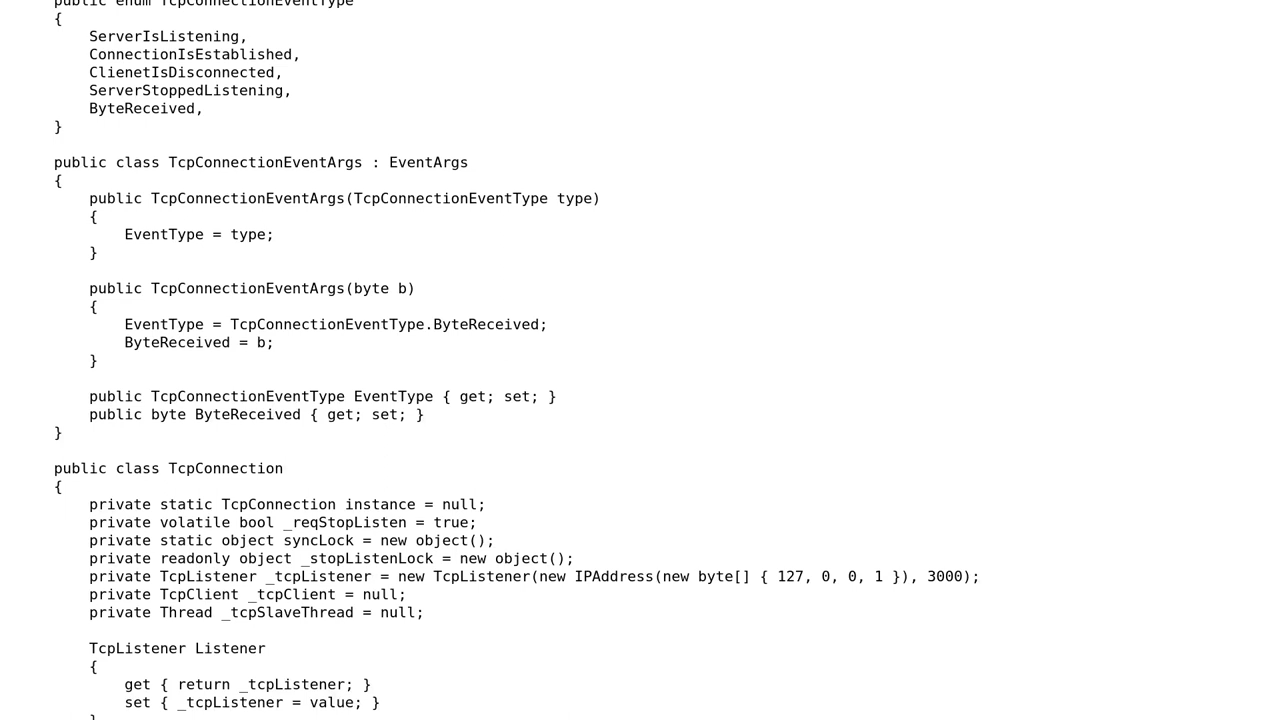 public enum TcpConnectionEventType
{
    ServerIsListening,
    ConnectionIsEstablished,
    ClienetIsDisconnected,
    ServerStoppedListening,
    ByteReceived,
}

public class TcpConnectionEventArgs : EventArgs
{
    public TcpConnectionEventArgs(TcpConnectionEventType type)
    {
        EventType = type;
    }

    public TcpConnectionEventArgs(byte b)
    {
        EventType = TcpConnectionEventType.ByteReceived;
        ByteReceived = b;
    }

    public TcpConnectionEventType EventType { get; set; }
    public byte ByteReceived { get; set; }
}

public class TcpConnection
{
    private static TcpConnection instance = null;
    private volatile bool _reqStopListen = true;
    private static object syncLock = new object();
    private readonly object _stopListenLock = new object();
    private TcpListener _tcpListener = new TcpListener(new IPAddress(new byte[] { 127, 0, 0, 1 }), 3000);
    private TcpClient _tcpClient = null;
    private Thread _tcpSlaveThread = null;

    TcpListener Listener
    {
        get { return _tcpListener; }
        set { _tcpListener = value; }
    }